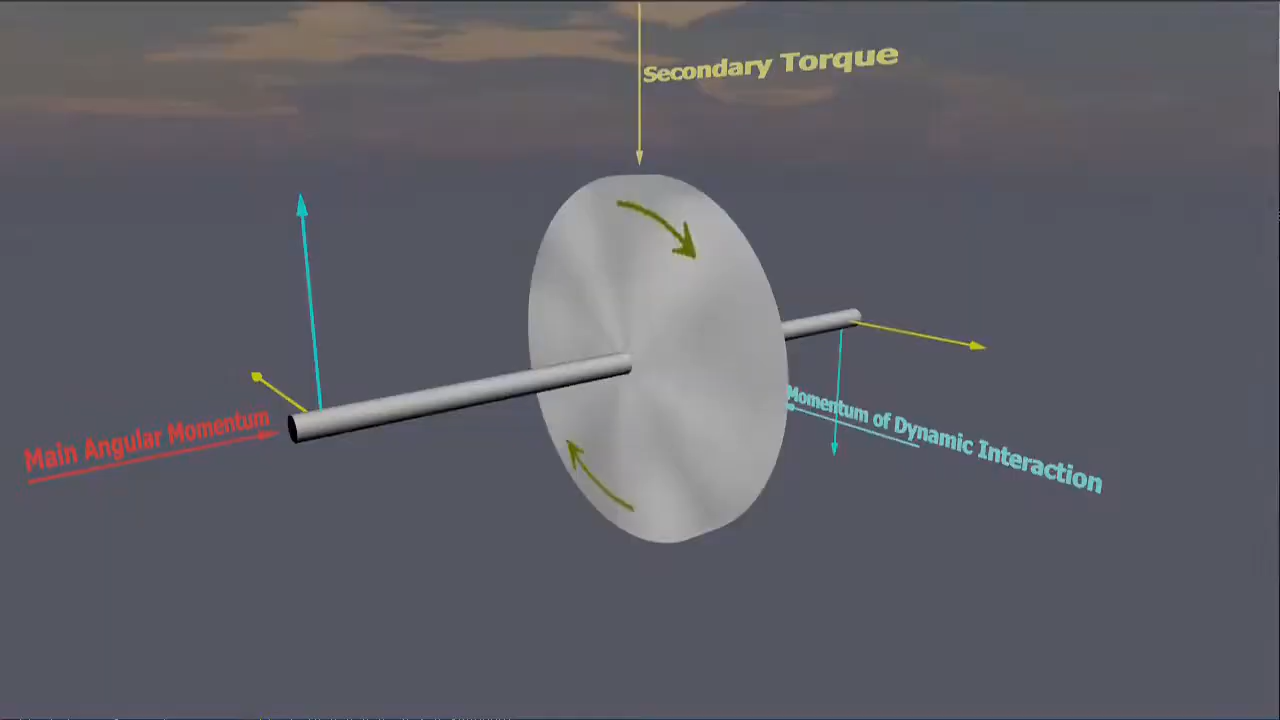 Secondary Torque
Main Angular Momentum
Momentum of Dynamic Interaction